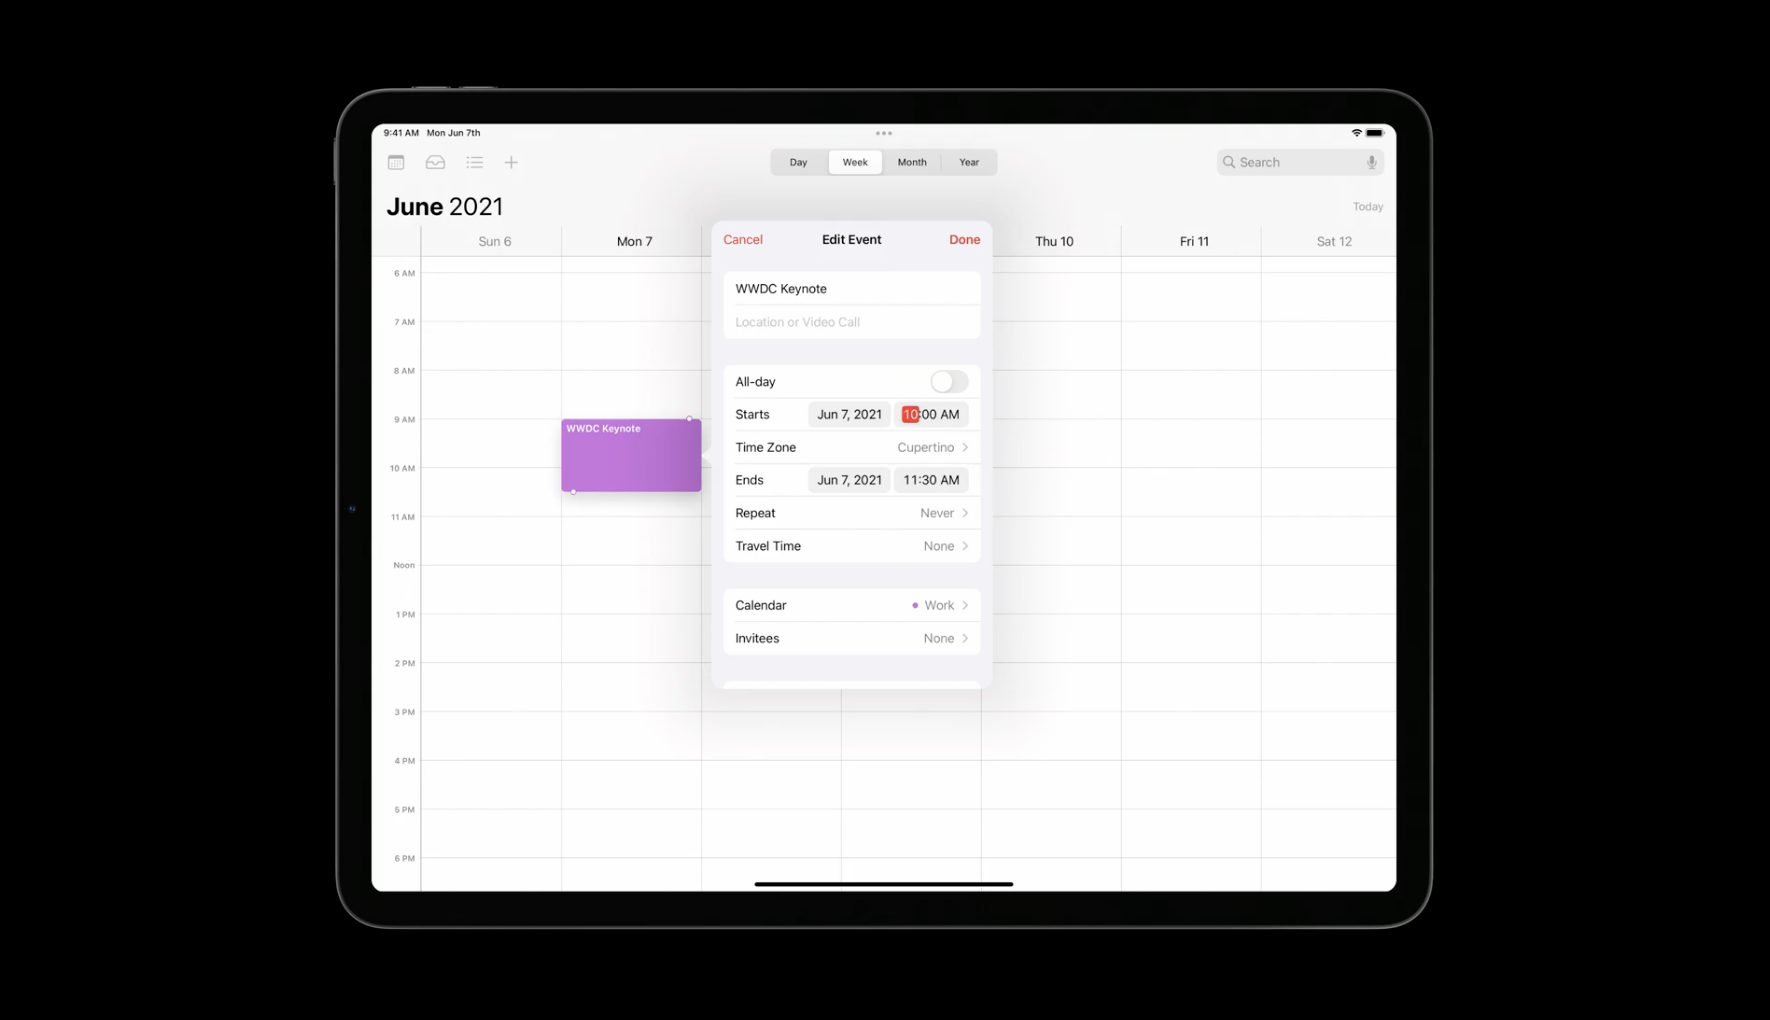 9:41 AM Mon Jun 7th
Day Week Month Year
Search
June 2021
Today
Sun 6 Mon 7 Thu 10 Fri 11 Sat 12
Cancel Edit Event Done
WWDC Keynote
Location or Video Call
All-day
Starts Jun 7, 2021 10:00 AM
Time Zone Cupertino
Ends Jun 7, 2021 11:30 AM
Repeat Never
Travel Time None
Calendar Work
Invitees None
6 AM
7 AM
8 AM
9 AM
WWDC Keynote
10 AM
11 AM
Noon
1 PM
2 PM
3 PM
4 PM
5 PM
6 PM